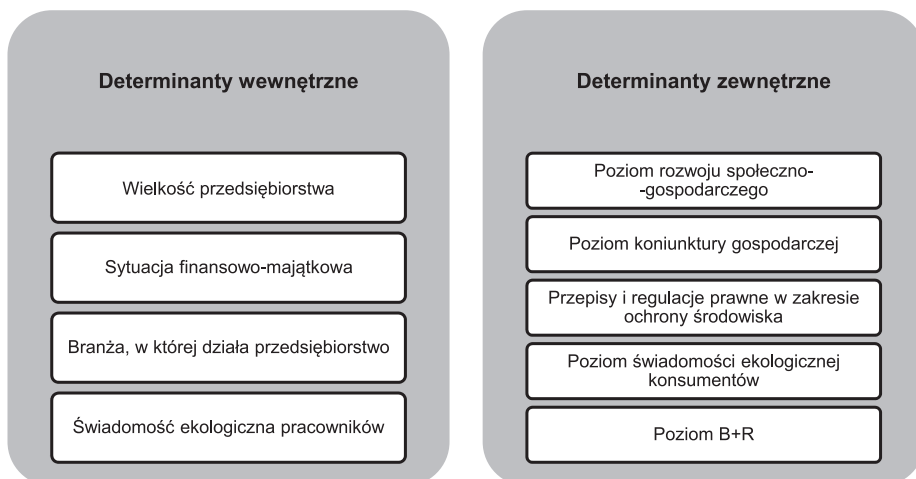 Determinanty wewnętrzne
Wielkość przedsiębiorstwa
Sytuacja finansowo-majątkowa
Branża, w której działa przedsiębiorstwo
Świadomość ekologiczna pracowników
Determinanty zewnętrzne
Poziom rozwoju społeczno-
-gospodarczego
Poziom koniunktury gospodarczej
Przepisy i regulacje prawne w zakresie
ochrony środowiska
Poziom świadomości ekologicznej
konsumentów
Poziom B+R